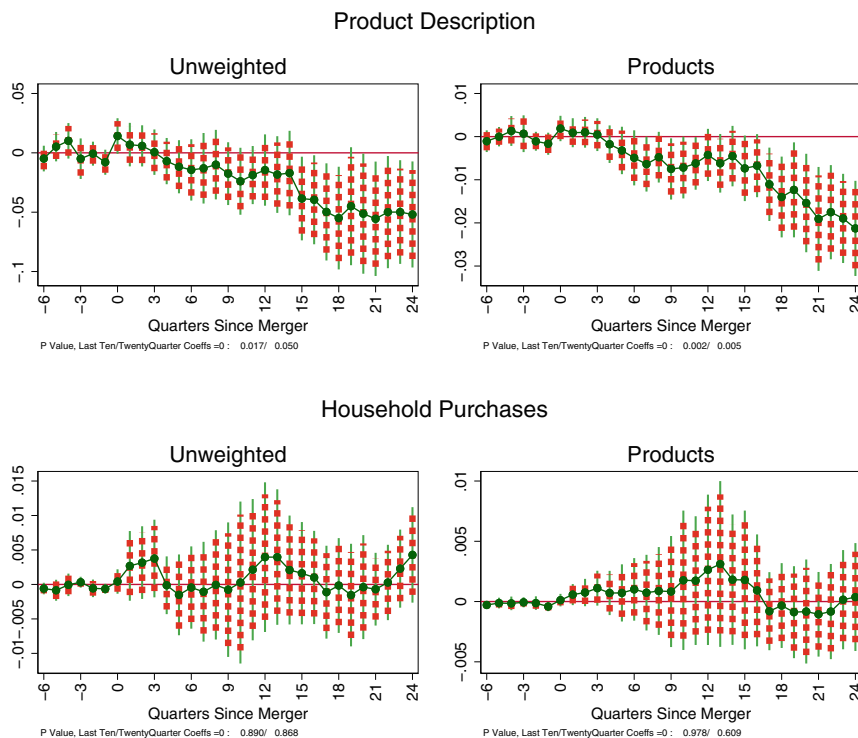 Product Description
Unweighted
.05
0
-.05
-.1
-6 -3 0 3 6 9 12 15 18 21 24
Quarters Since Merger
P Value, Last Ten/TwentyQuarter Coeffs =0 : 0.017/ 0.050
Products
.01
0
-.01
-.02
-.03
-6 -3 0 3 6 9 12 15 18 21 24
Quarters Since Merger
P Value, Last Ten/TwentyQuarter Coeffs =0 : 0.002/ 0.005
Household Purchases
Unweighted
.015
.01
.005
0
-.005
-.01
-6 -3 0 3 6 9 12 15 18 21 24
Quarters Since Merger
P Value, Last Ten/TwentyQuarter Coeffs =0 : 0.890/ 0.868
Products
.01
.005
0
-.005
-6 -3 0 3 6 9 12 15 18 21 24
Quarters Since Merger
P Value, Last Ten/TwentyQuarter Coeffs =0 : 0.978/ 0.609